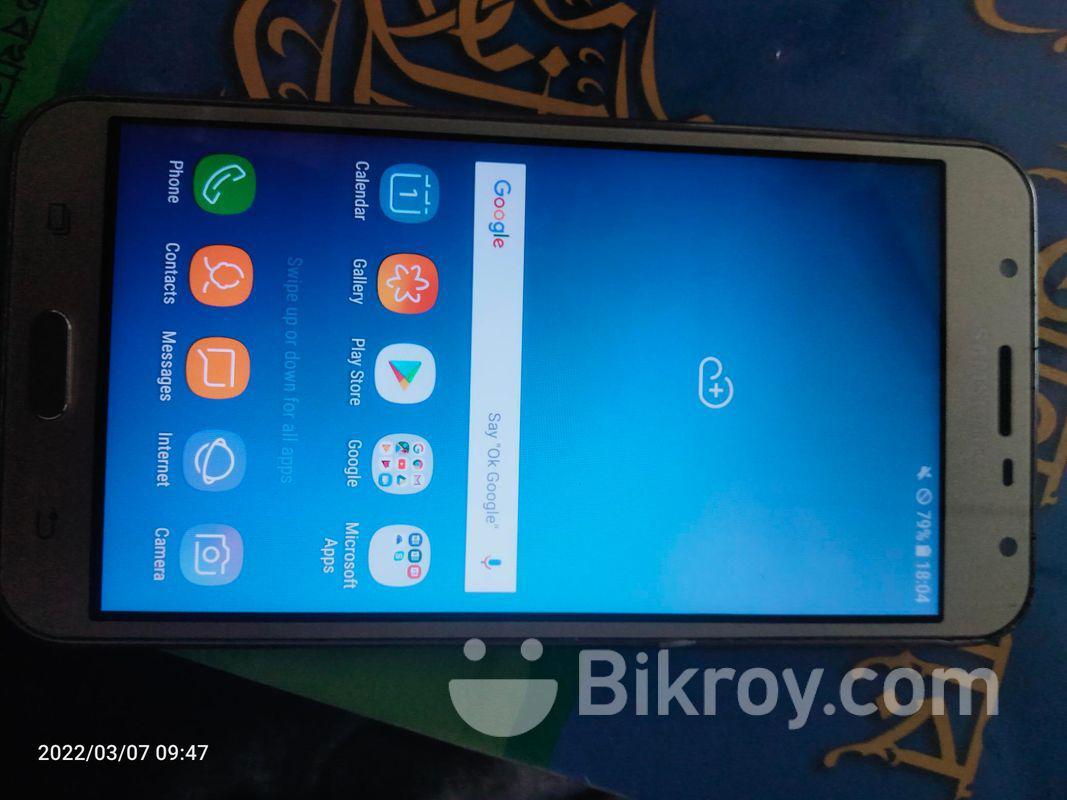 79% 18:04
Google Say "Ok Google"
Calendar Gallery Play Store Google Microsoft Apps
Swipe up or down for all apps
Phone Contacts Messages Internet Camera
Bikroy.com
2022/03/07 09:47